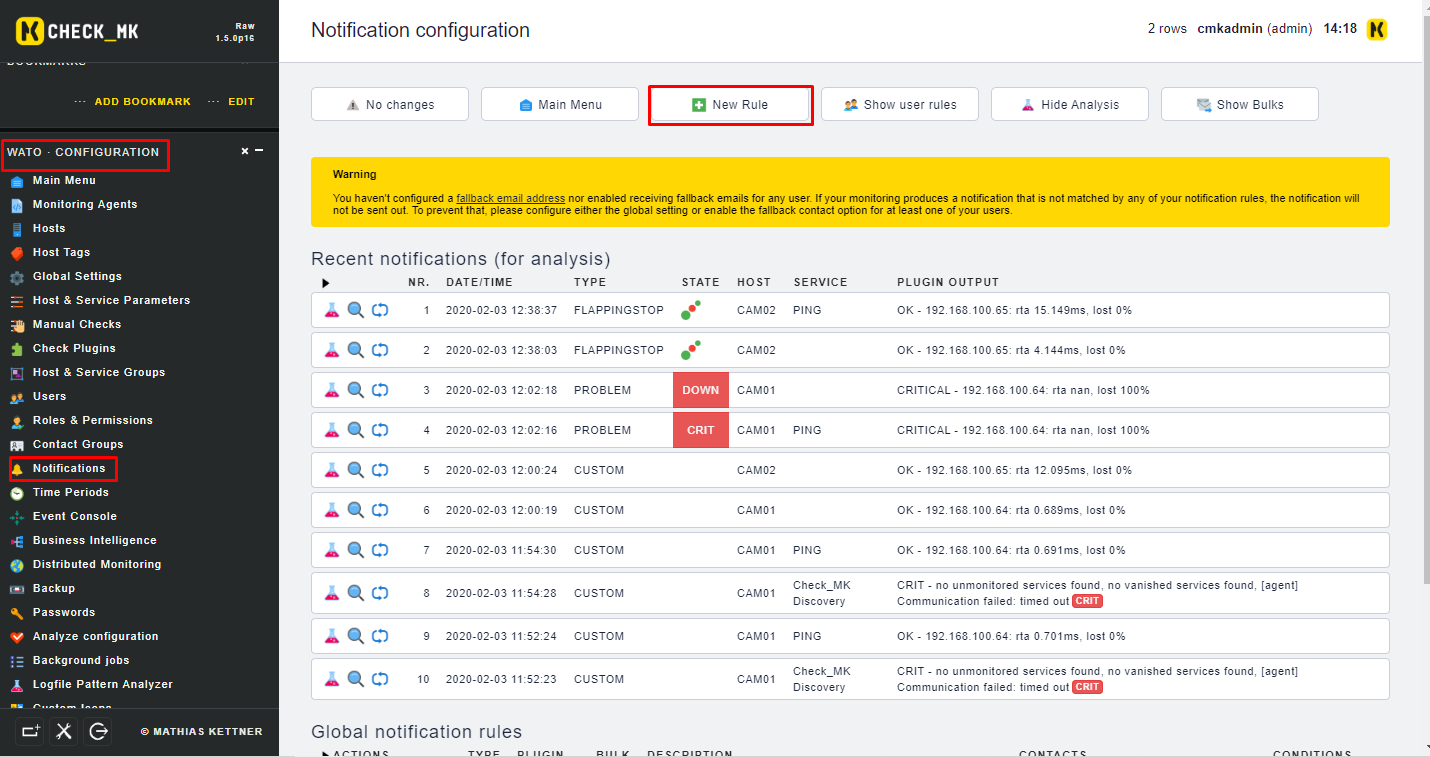 CHECK_MK
Raw
1.5.0p16
BOOKMARKS
··· ADD BOOKMARK ··· EDIT
WATO · CONFIGURATION
Main Menu
Monitoring Agents
Hosts
Host Tags
Global Settings
Host & Service Parameters
Manual Checks
Check Plugins
Host & Service Groups
Users
Roles & Permissions
Contact Groups
Notifications
Time Periods
Event Console
Business Intelligence
Distributed Monitoring
Backup
Passwords
Analyze configuration
Background jobs
Logfile Pattern Analyzer
Custom Icons
© MATHIAS KETTNER
Notification configuration
2 rows cmkadmin (admin) 14:18
No changes Main Menu New Rule Show user rules Hide Analysis Show Bulks
Warning
You haven't configured a fallback email address nor enabled receiving fallback emails for any user. If your monitoring produces a notification that is not matched by any of your notification rules, the notification will
not be sent out. To prevent that, please configure either the global setting or enable the fallback contact option for at least one of your users.
Recent notifications (for analysis)
NR. DATE/TIME TYPE STATE HOST SERVICE PLUGIN OUTPUT
1 2020-02-03 12:38:37 FLAPPINGSTOP CAM02 PING OK - 192.168.100.65: rta 15.149ms, lost 0%
2 2020-02-03 12:38:03 FLAPPINGSTOP CAM02 OK - 192.168.100.65: rta 4.144ms, lost 0%
3 2020-02-03 12:02:18 PROBLEM DOWN CAM01 CRITICAL - 192.168.100.64: rta nan, lost 100%
4 2020-02-03 12:02:16 PROBLEM CRIT CAM01 PING CRITICAL - 192.168.100.64: rta nan, lost 100%
5 2020-02-03 12:00:24 CUSTOM CAM02 OK - 192.168.100.65: rta 12.095ms, lost 0%
6 2020-02-03 12:00:19 CUSTOM CAM01 OK - 192.168.100.64: rta 0.689ms, lost 0%
7 2020-02-03 11:54:30 CUSTOM CAM01 PING OK - 192.168.100.64: rta 0.691ms, lost 0%
8 2020-02-03 11:54:28 CUSTOM CAM01 Check_MK Discovery CRIT - no unmonitored services found, no vanished services found, [agent]
Communication failed: timed out CRIT
9 2020-02-03 11:52:24 CUSTOM CAM01 PING OK - 192.168.100.64: rta 0.701ms, lost 0%
10 2020-02-03 11:52:23 CUSTOM CAM01 Check_MK Discovery CRIT - no unmonitored services found, no vanished services found, [agent]
Communication failed: timed out CRIT
Global notification rules
ACTIONS TYPE PLUGIN BULK DESCRIPTION CONTACTS CONDITIONS